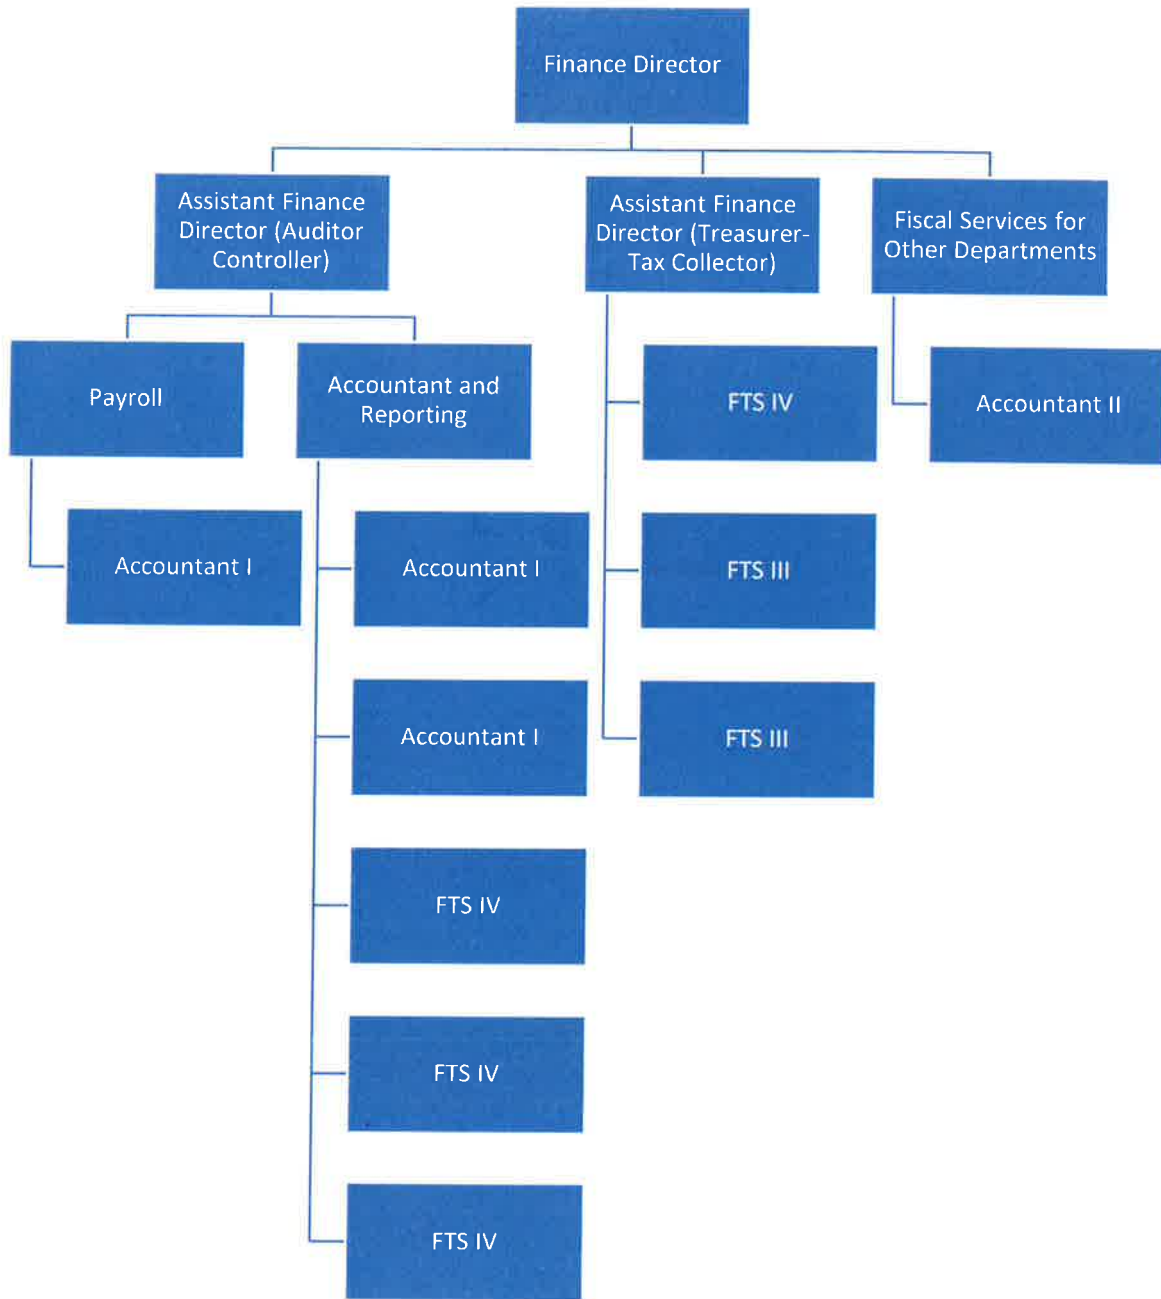 Finance Director
Assistant Finance
Director (Auditor
Controller)
Assistant Finance
Director (Treasurer-
Tax Collector)
Fiscal Services for
Other Departments
Payroll
Accountant and
Reporting
FTS IV
Accountant II
Accountant I
Accountant I
FTS III
Accountant I
FTS III
FTS IV
FTS IV
FTS IV